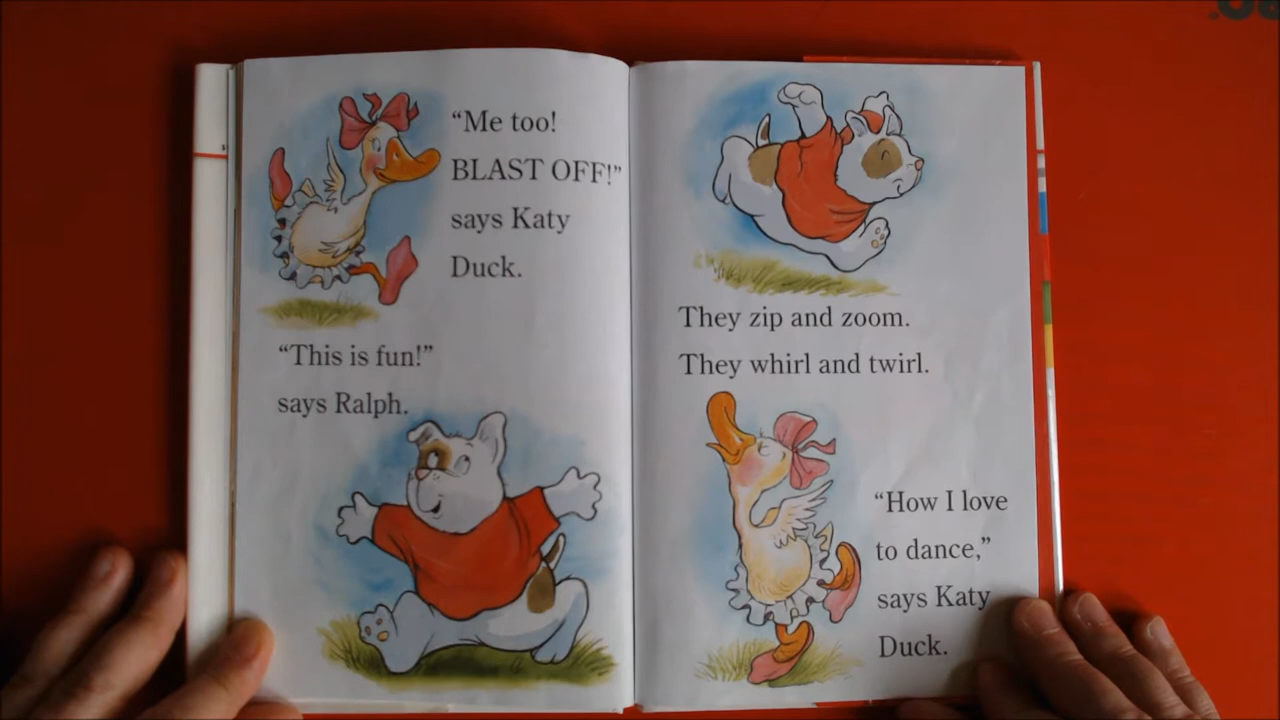 “Me too!
BLAST OFF!”
says Katy
Duck.
“This is fun!”
says Ralph.
They zip and zoom.
They whirl and twirl.
“How I love
to dance,”
says Katy
Duck.